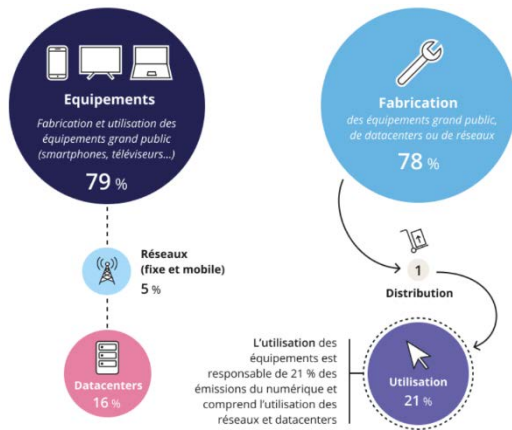 Equipements
Fabrication et utilisation des
équipements grand public
(smartphones, téléviseurs...)
79 %
Réseaux
(fixe et mobile)
5 %
Datacenters
16 %
Fabrication
des équipements grand public,
de datacenters ou de réseaux
78 %
1
Distribution
L'utilisation des
équipements est
responsable de 21 % des
émissions du numérique et
comprend l'utilisation des
réseaux et datacenters
Utilisation
21 %